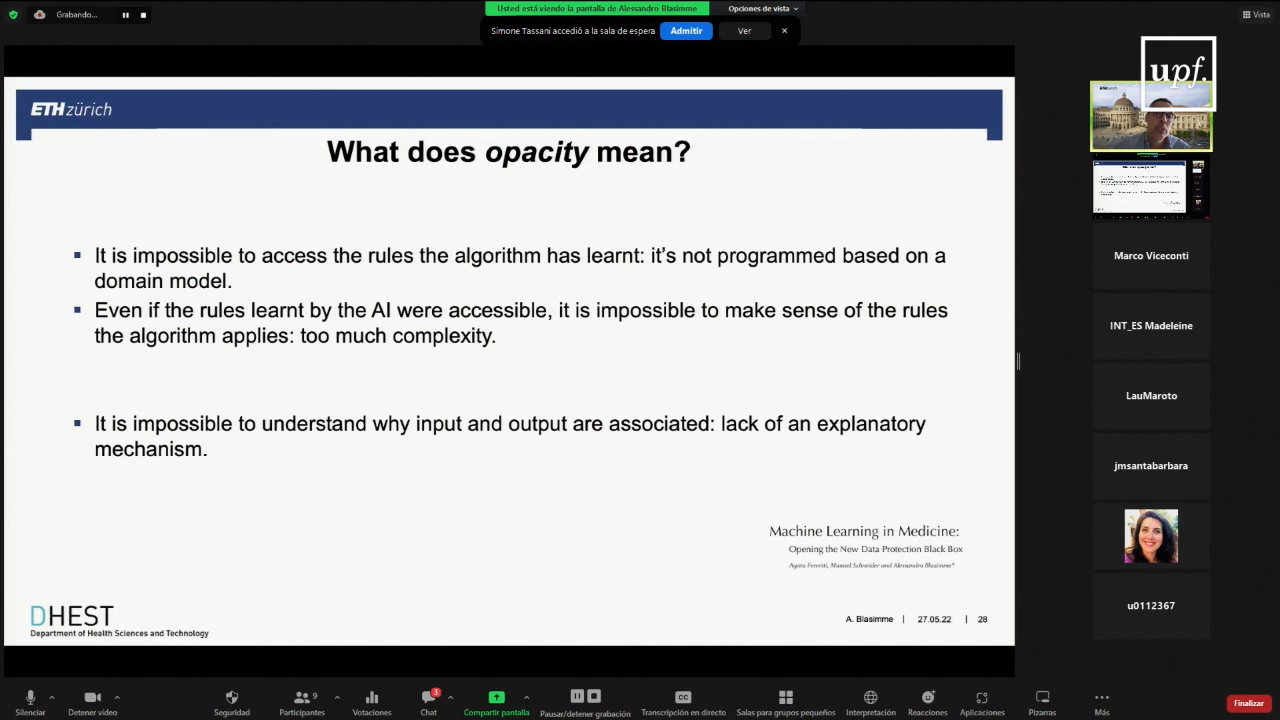 Grabando...
Usted está viendo la pantalla de Alessandro Blasimme
Opciones de vista
Vista
Simone Tassani accedió a la sala de espera
Admitir
Ver
upf.
ETH zürich
What does opacity mean?
It is impossible to access the rules the algorithm has learnt: it's not programmed based on a
domain model.
Even if the rules learnt by the AI were accessible, it is impossible to make sense of the rules
the algorithm applies: too much complexity.
It is impossible to understand why input and output are associated: lack of an explanatory
mechanism.
Machine Learning in Medicine:
Opening the New Data Protection Black Box
Agata Ferretti, Manuel Schneider and Alessandro Blasimme*
DHEST
Department of Health Sciences and Technology
A. Blasimme | 27.05.22 | 28
ETHzürich
Marco Viceconti
INT_ES Madeleine
LauMaroto
jmsantabarbara
u0112367
Silenciar
Detener video
Seguridad
9
Participantes
Votaciones
3
Chat
Compartir pantalla
Pausar/detener grabación
CC
Transcripción en directo
Salas para grupos pequeños
Interpretación
Reacciones
Aplicaciones
Pizarras
Más
Finalizar